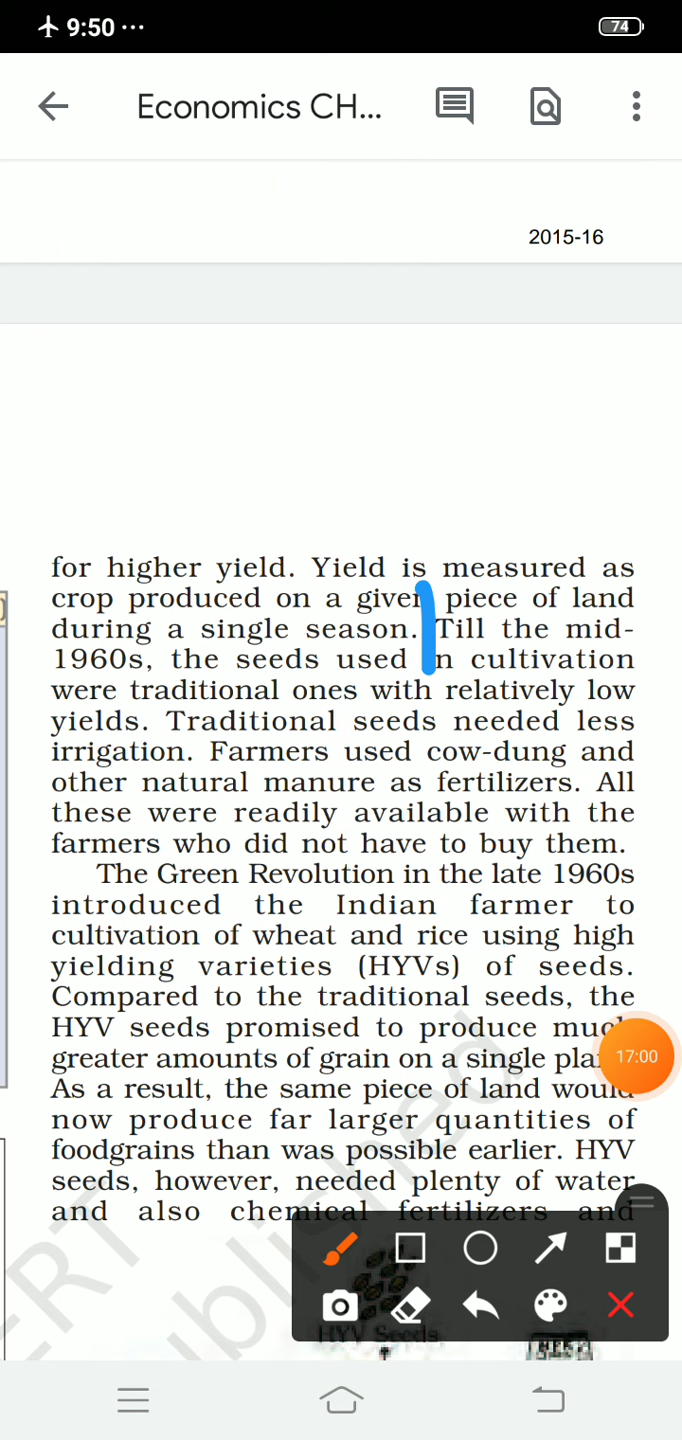 9:50 ...
74
Economics CH...
2015-16
for higher yield. Yield is measured as
crop produced on a given piece of land
during a single season. Till the mid-
1960s, the seeds used in cultivation
were traditional ones with relatively low
yields. Traditional seeds needed less
irrigation. Farmers used cow-dung and
other natural manure as fertilizers. All
these were readily available with the
farmers who did not have to buy them.
The Green Revolution in the late 1960s
introduced the Indian farmer to
cultivation of wheat and rice using high
yielding varieties (HYVs) of seeds.
Compared to the traditional seeds, the
HYV seeds promised to produce much
greater amounts of grain on a single
17:00
As a result, the same piece of land would
now produce far larger quantities of
foodgrains than was possible earlier. HYV
seeds, however, needed plenty of water
and also chemical fertilizers and
HYV Seeds